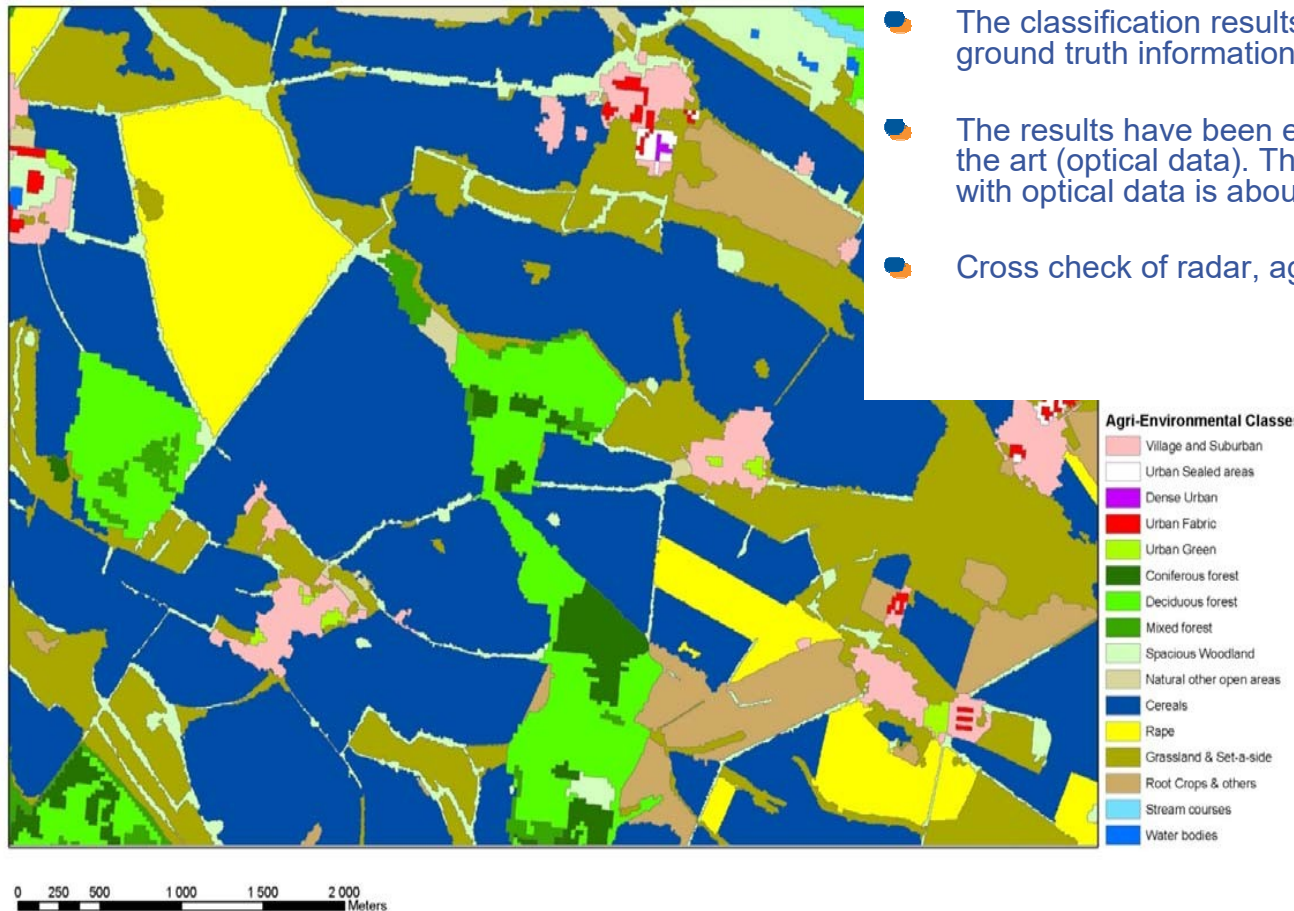 The classification results
ground truth information
The results have been e
the art (optical data). Th
with optical data is abou
Cross check of radar, ag
Agri-Environmental Classe
Village and Suburban
Urban Sealed areas
Dense Urban
Urban Fabric
Urban Green
Coniferous forest
Deciduous forest
Mixed forest
Spacious Woodland
Natural other open areas
Cereals
Rape
Grassland & Set-a-side
Root Crops & others
Stream courses
Water bodies
0 250 500 1 000 1 500 2 000
Meters